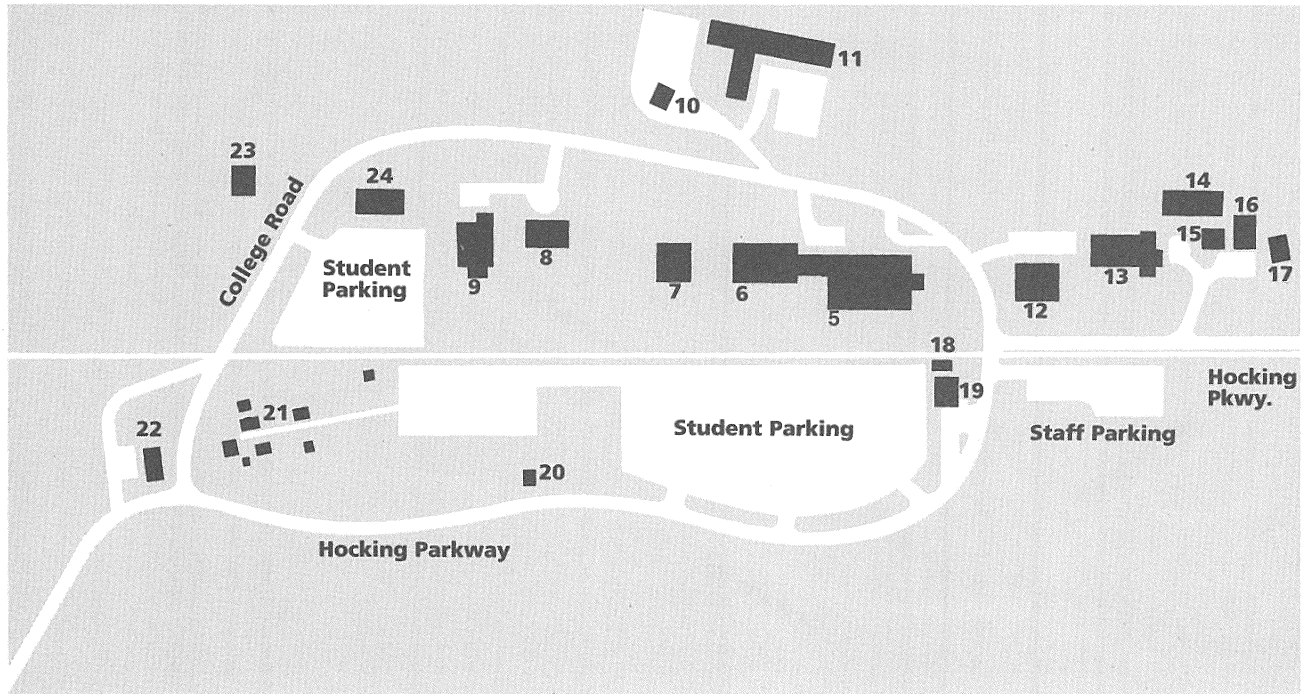 11
10
23
24
14
16
15
College Road
Student
Parking
9
8
7
6
5
12
13
17
18
19
Hocking
Pkwy.
21
22
Student Parking
Staff Parking
20
Hocking Parkway